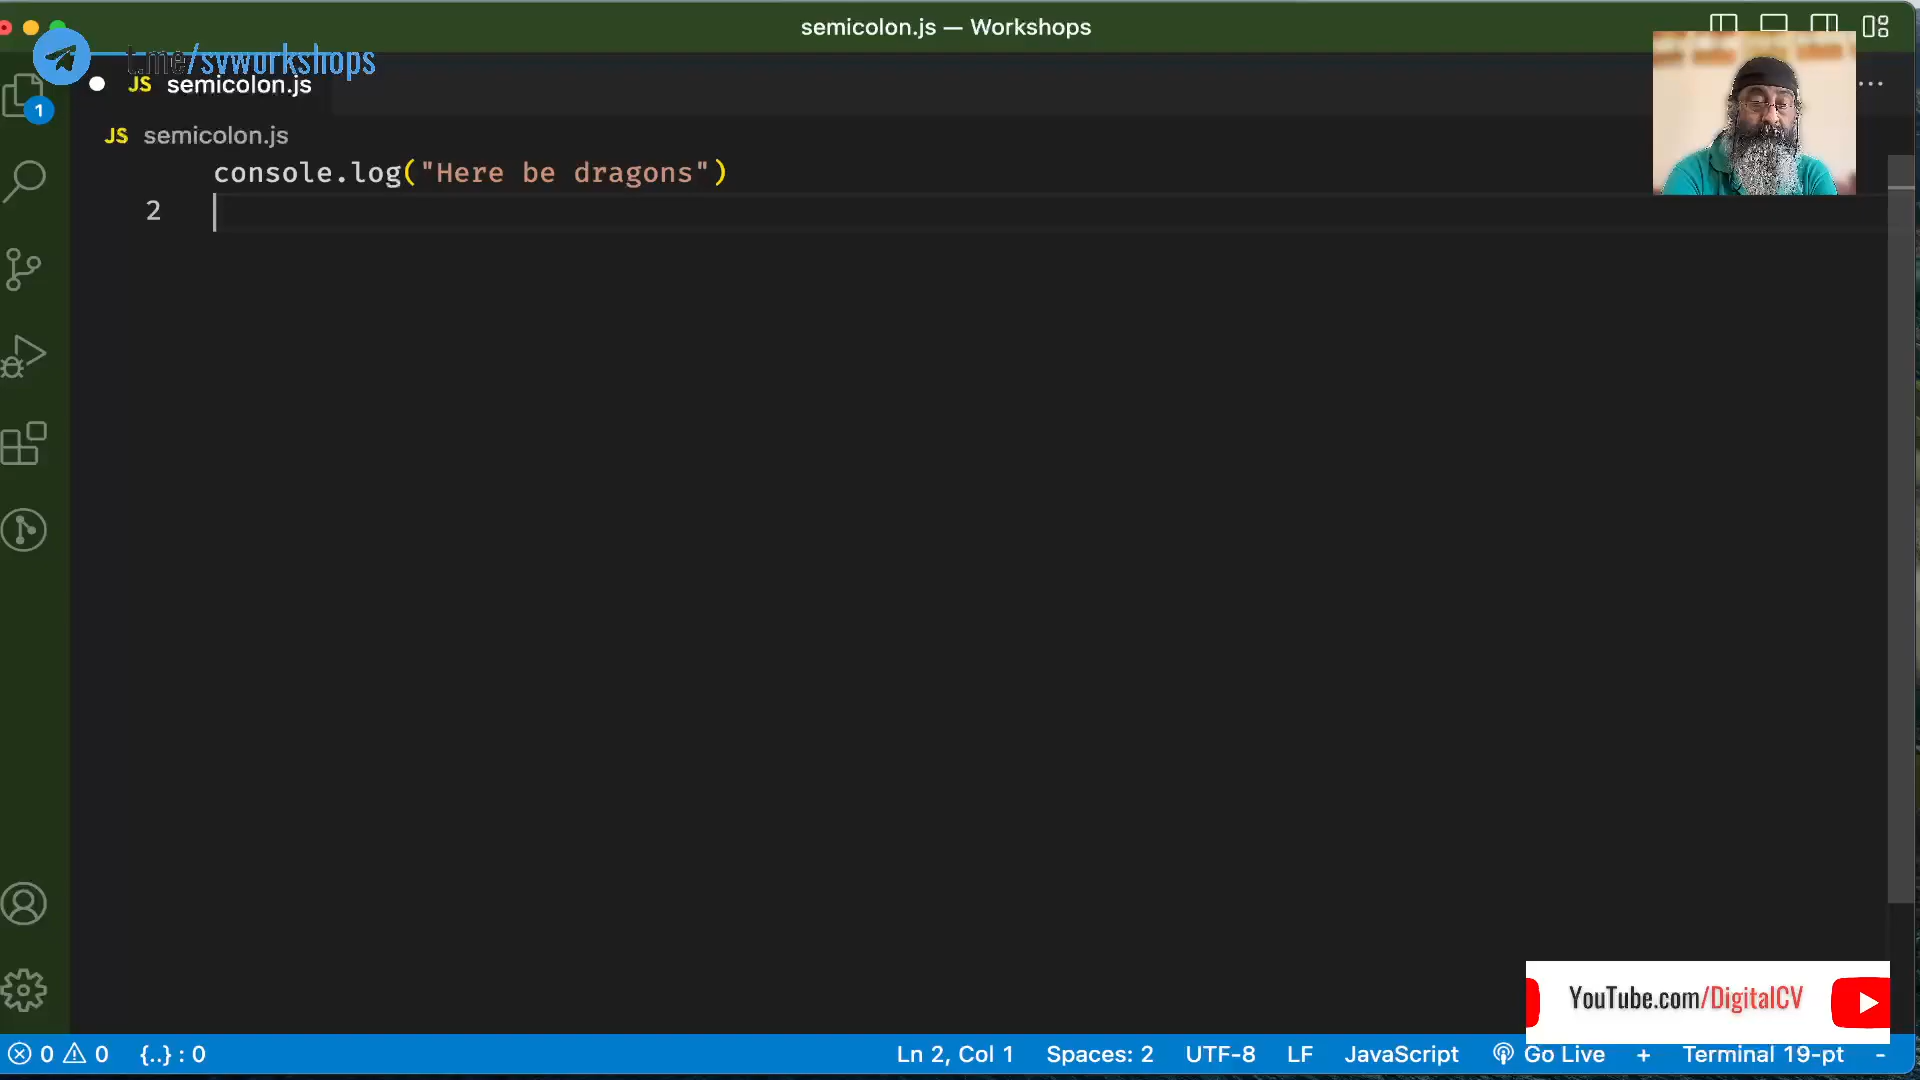 semicolon.js — Workshops
t.me/svworkshops
JS semicolon.js
1
JS semicolon.js
console.log("Here be dragons")
2
YouTube.com/DigitalCV
0 0 {..} : 0 Ln 2, Col 1 Spaces: 2 UTF-8 LF JavaScript Go Live + Terminal 19-pt -